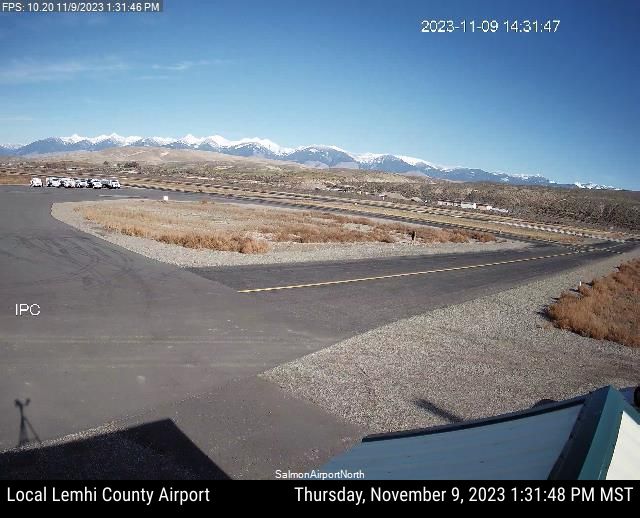 FPS: 10.20 11/9/2023 1:31:46 PM
2023-11-09 14:31:47
IPC
SalmonAirportNorth
Local Lemhi County Airport Thursday, November 9, 2023 1:31:48 PM MST